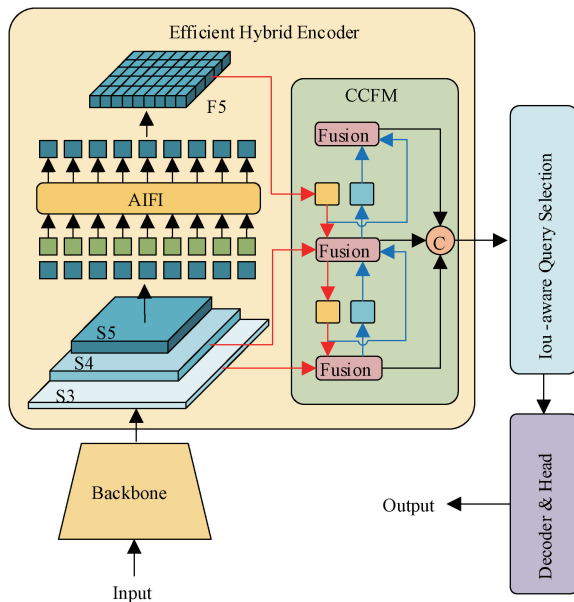 Efficient Hybrid Encoder
F5
CCFM
Fusion
AIFI
Fusion
C
S5
S4
S3
Fusion
Iou -aware Query Selection
Backbone
Output
Decoder & Head
Input